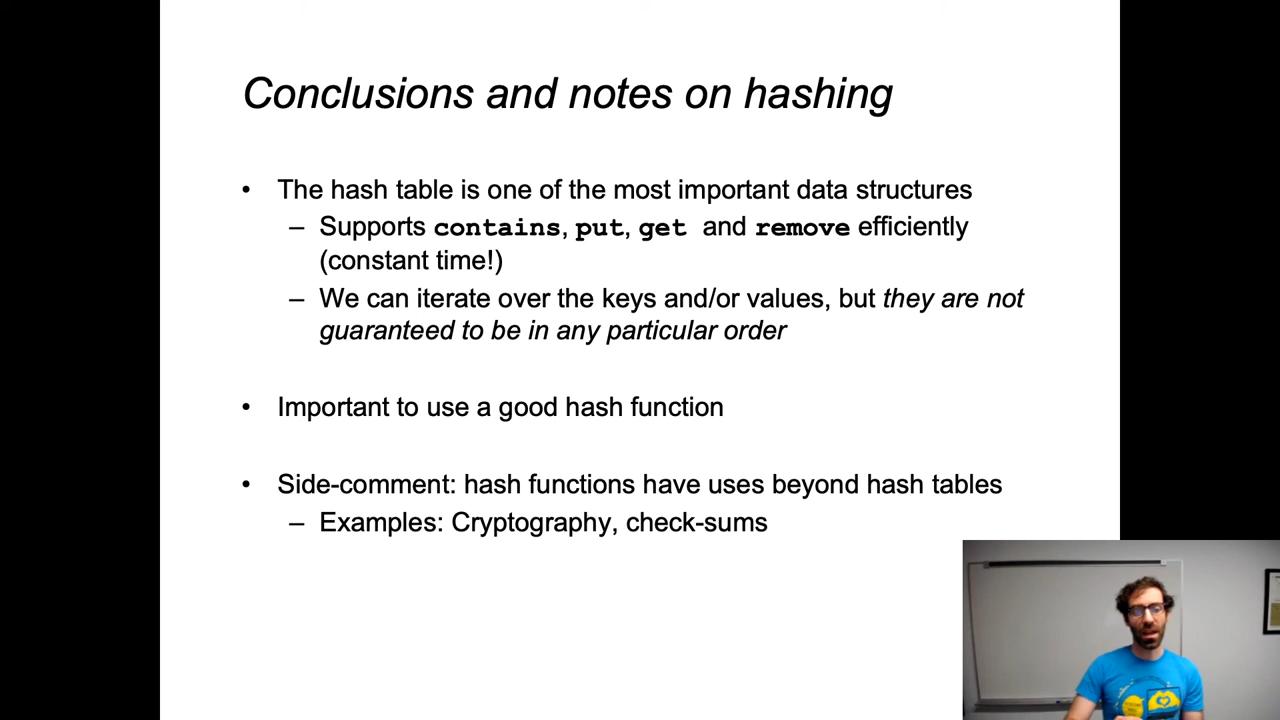 Conclusions and notes on hashing
• The hash table is one of the most important data structures
– Supports contains, put, get and remove efficiently
(constant time!)
– We can iterate over the keys and/or values, but they are not
guaranteed to be in any particular order
• Important to use a good hash function
• Side-comment: hash functions have uses beyond hash tables
– Examples: Cryptography, check-sums